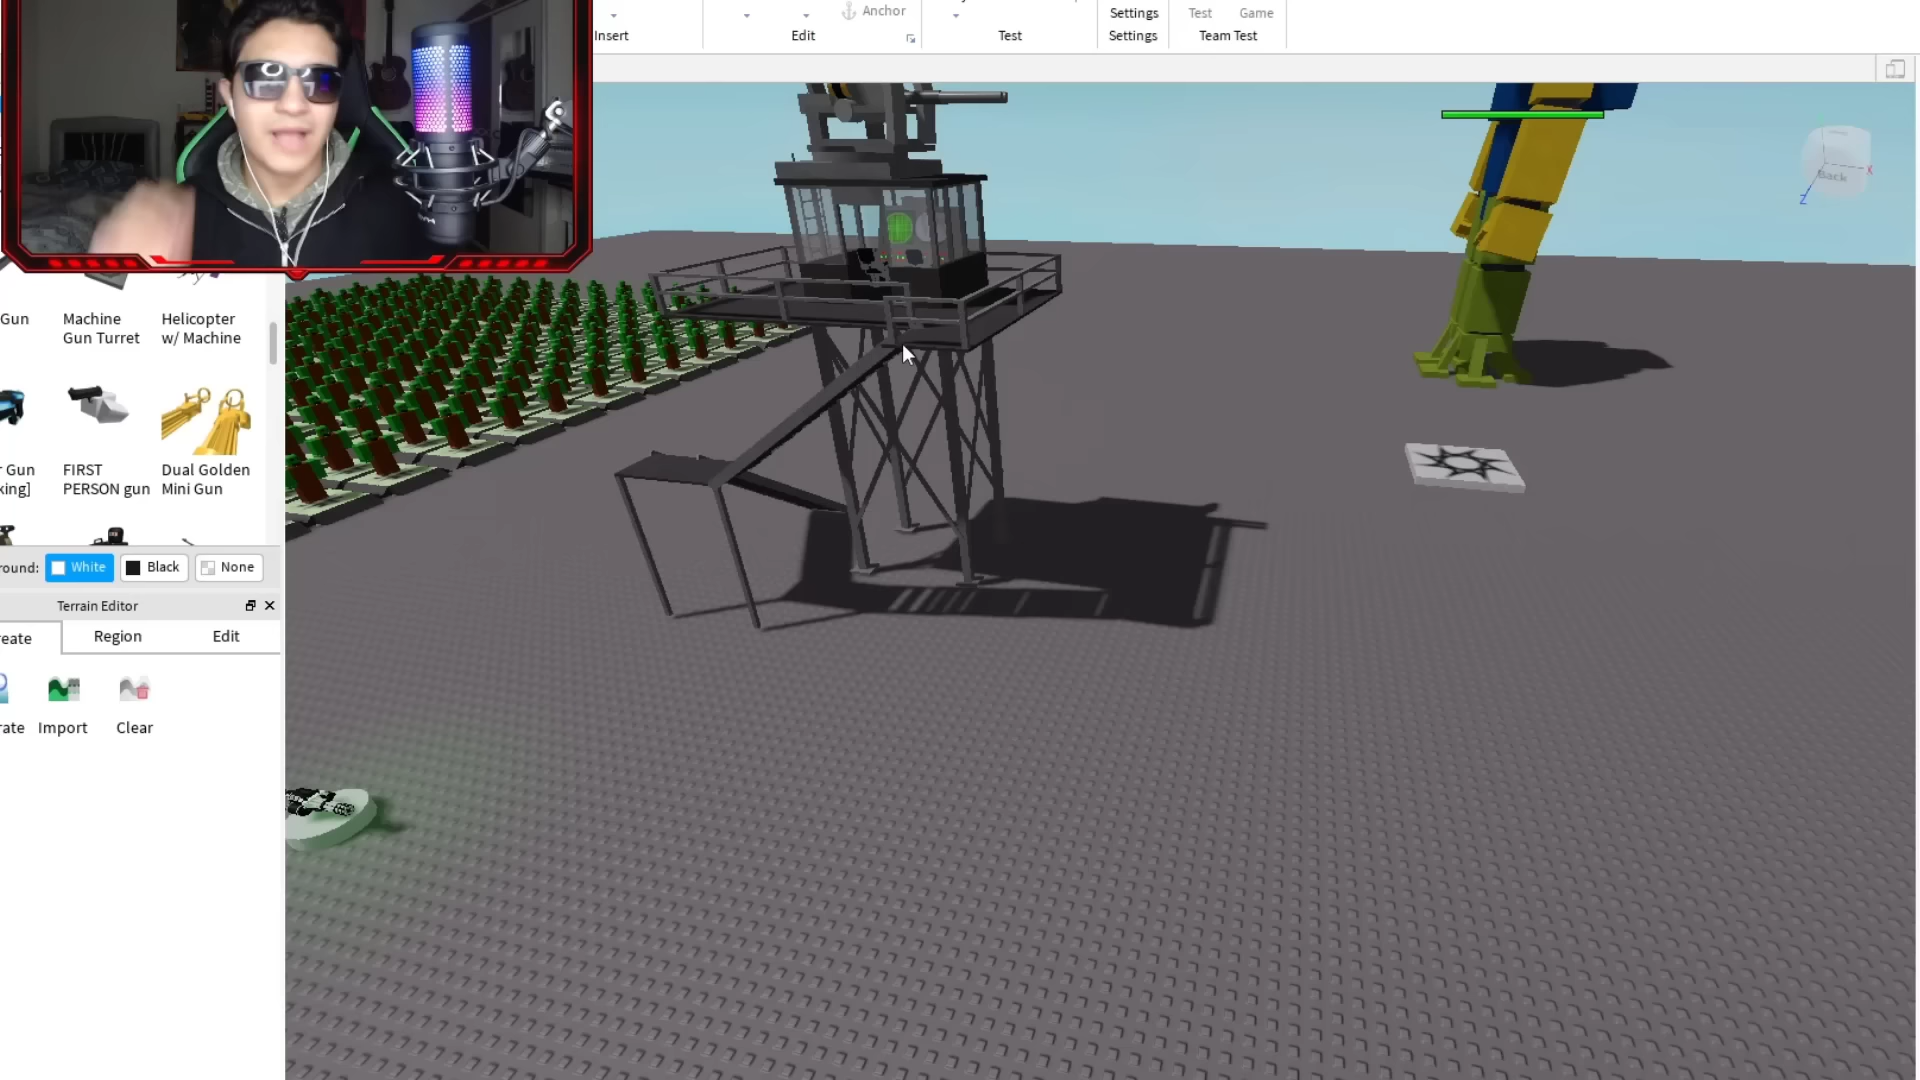 Anchor
Insert
Edit
Test
Settings
Settings
Test
Game
Team Test
Back
X
Z
Gun
Machine
Gun Turret
Helicopter
w/ Machine
Gun
king]
FIRST
PERSON gun
Dual Golden
Mini Gun
round:
White
Black
None
Terrain Editor
reate
Region
Edit
rate
Import
Clear